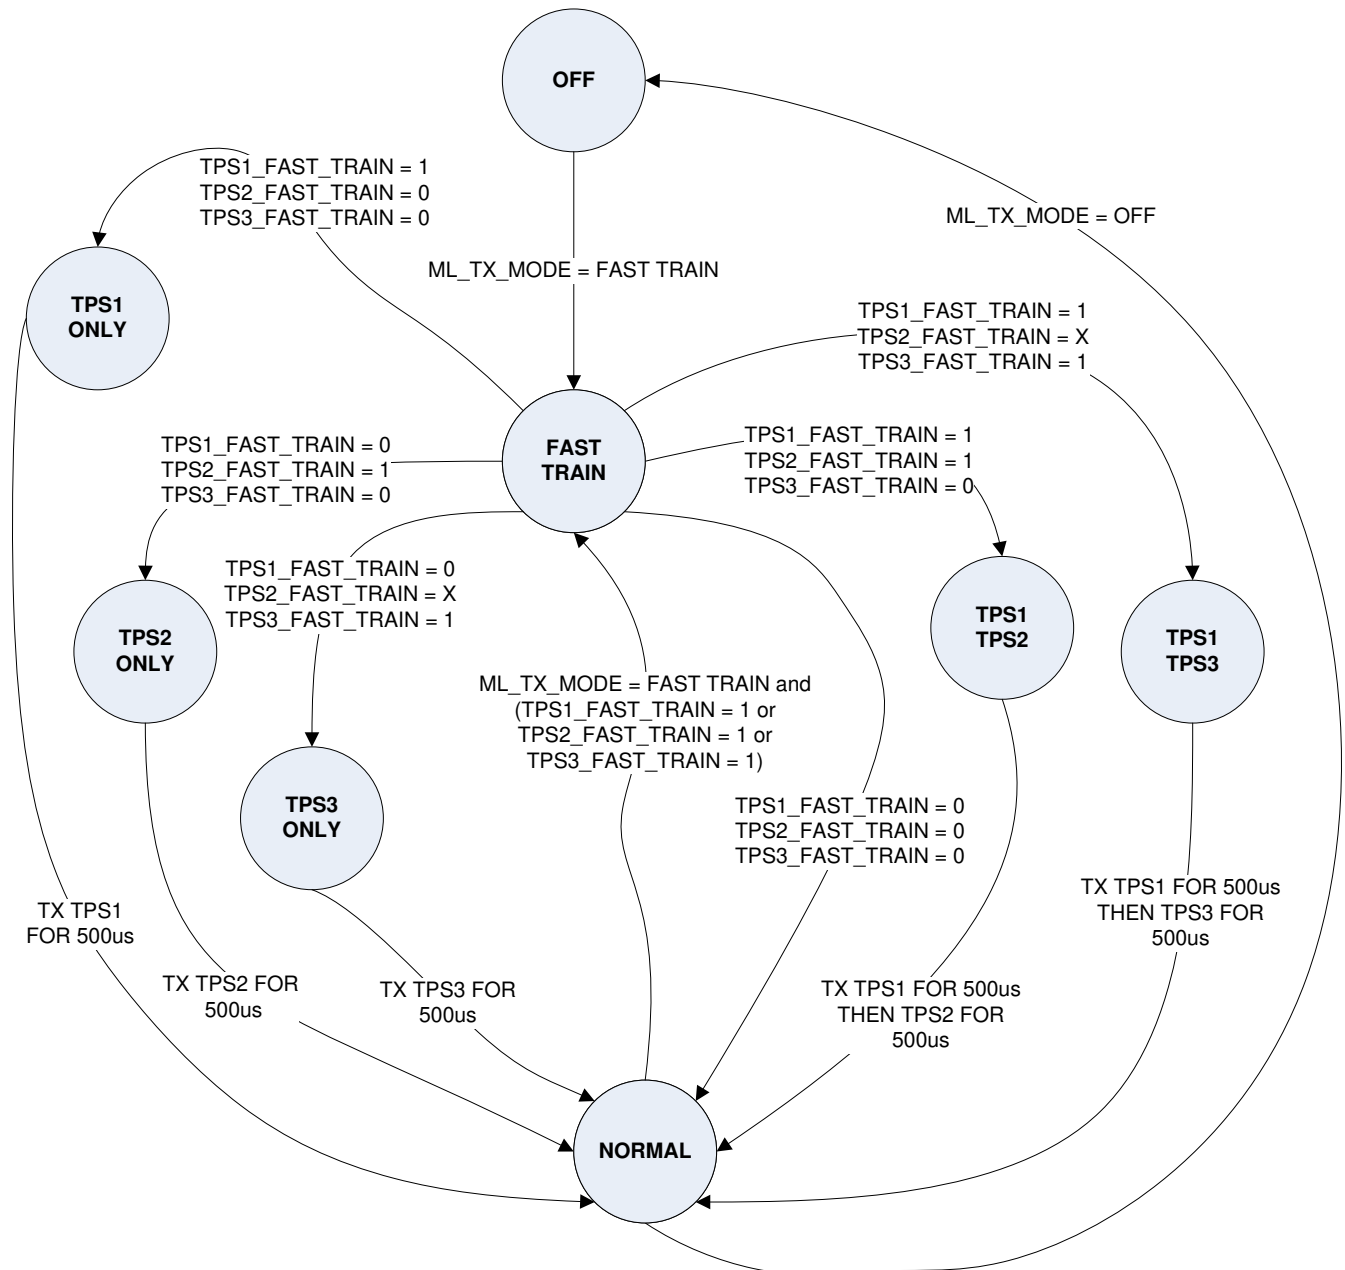 OFF
TPS1_FAST_TRAIN = 1
TPS2_FAST_TRAIN = 0
TPS3_FAST_TRAIN = 0
ML_TX_MODE = OFF
ML_TX_MODE = FAST TRAIN
TPS1
ONLY
TPS1_FAST_TRAIN = 1
TPS2_FAST_TRAIN = X
TPS3_FAST_TRAIN = 1
FAST
TRAIN
TPS1_FAST_TRAIN = 0
TPS2_FAST_TRAIN = 1
TPS3_FAST_TRAIN = 0
TPS1_FAST_TRAIN = 1
TPS2_FAST_TRAIN = 1
TPS3_FAST_TRAIN = 0
TPS1_FAST_TRAIN = 0
TPS2_FAST_TRAIN = X
TPS3_FAST_TRAIN = 1
TPS2
ONLY
TPS1
TPS2
TPS1
TPS3
ML_TX_MODE = FAST TRAIN and
(TPS1_FAST_TRAIN = 1 or
TPS2_FAST_TRAIN = 1 or
TPS3_FAST_TRAIN = 1)
TPS3
ONLY
TPS1_FAST_TRAIN = 0
TPS2_FAST_TRAIN = 0
TPS3_FAST_TRAIN = 0
TX TPS1
FOR 500us
TX TPS1 FOR 500us
THEN TPS3 FOR
500us
TX TPS2 FOR
500us
TX TPS3 FOR
500us
TX TPS1 FOR 500us
THEN TPS2 FOR
500us
NORMAL